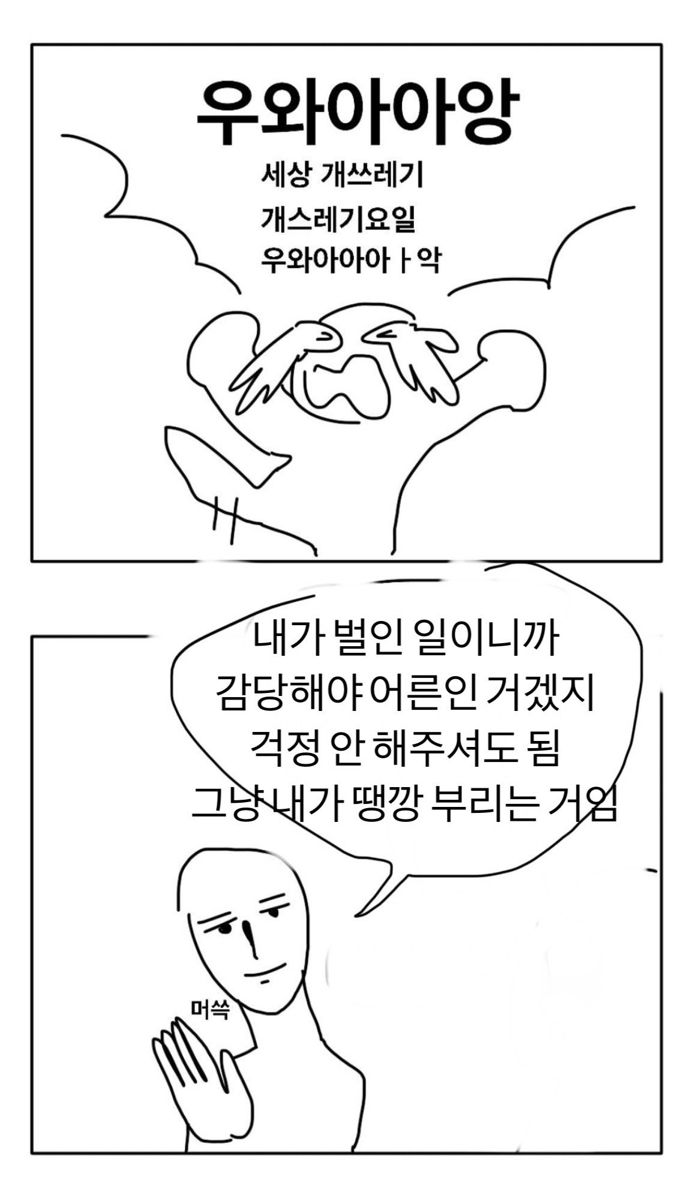 우와아아앙
세상 개쓰레기
개스레기요일
우와아아아ㅏ악
내가 벌인 일이니까
감당해야 어른인 거겠지
걱정 안 해주셔도 됨
그냥 내가 땡깡 부리는 거임
머쓱